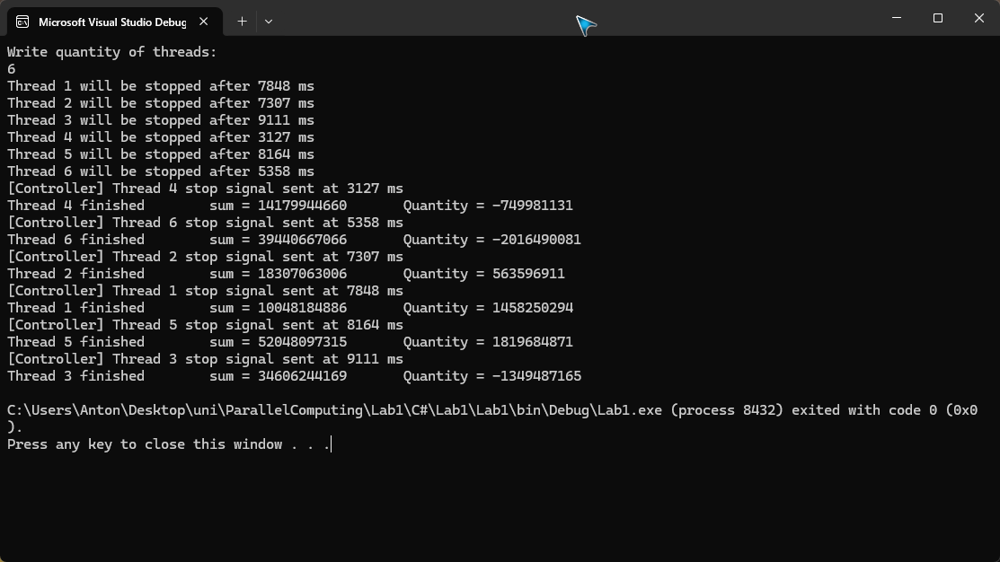 Microsoft Visual Studio Debug
Write quantity of threads:
6
Thread 1 will be stopped after 7848 ms
Thread 2 will be stopped after 7307 ms
Thread 3 will be stopped after 9111 ms
Thread 4 will be stopped after 3127 ms
Thread 5 will be stopped after 8164 ms
Thread 6 will be stopped after 5358 ms
[Controller] Thread 4 stop signal sent at 3127 ms
Thread 4 finished        sum = 14179944660       Quantity = -749981131
[Controller] Thread 6 stop signal sent at 5358 ms
Thread 6 finished        sum = 39440667066       Quantity = -2016490081
[Controller] Thread 2 stop signal sent at 7307 ms
Thread 2 finished        sum = 18307063006       Quantity = 563596911
[Controller] Thread 1 stop signal sent at 7848 ms
Thread 1 finished        sum = 10048184886       Quantity = 1458250294
[Controller] Thread 5 stop signal sent at 8164 ms
Thread 5 finished        sum = 52048097315       Quantity = 1819684871
[Controller] Thread 3 stop signal sent at 9111 ms
Thread 3 finished        sum = 34606244169       Quantity = -1349487165
C:\Users\Anton\Desktop\uni\ParallelComputing\Lab1\C#\Lab1\Lab1\bin\Debug\Lab1.exe (process 8432) exited with code 0 (0x0
).
Press any key to close this window . . .